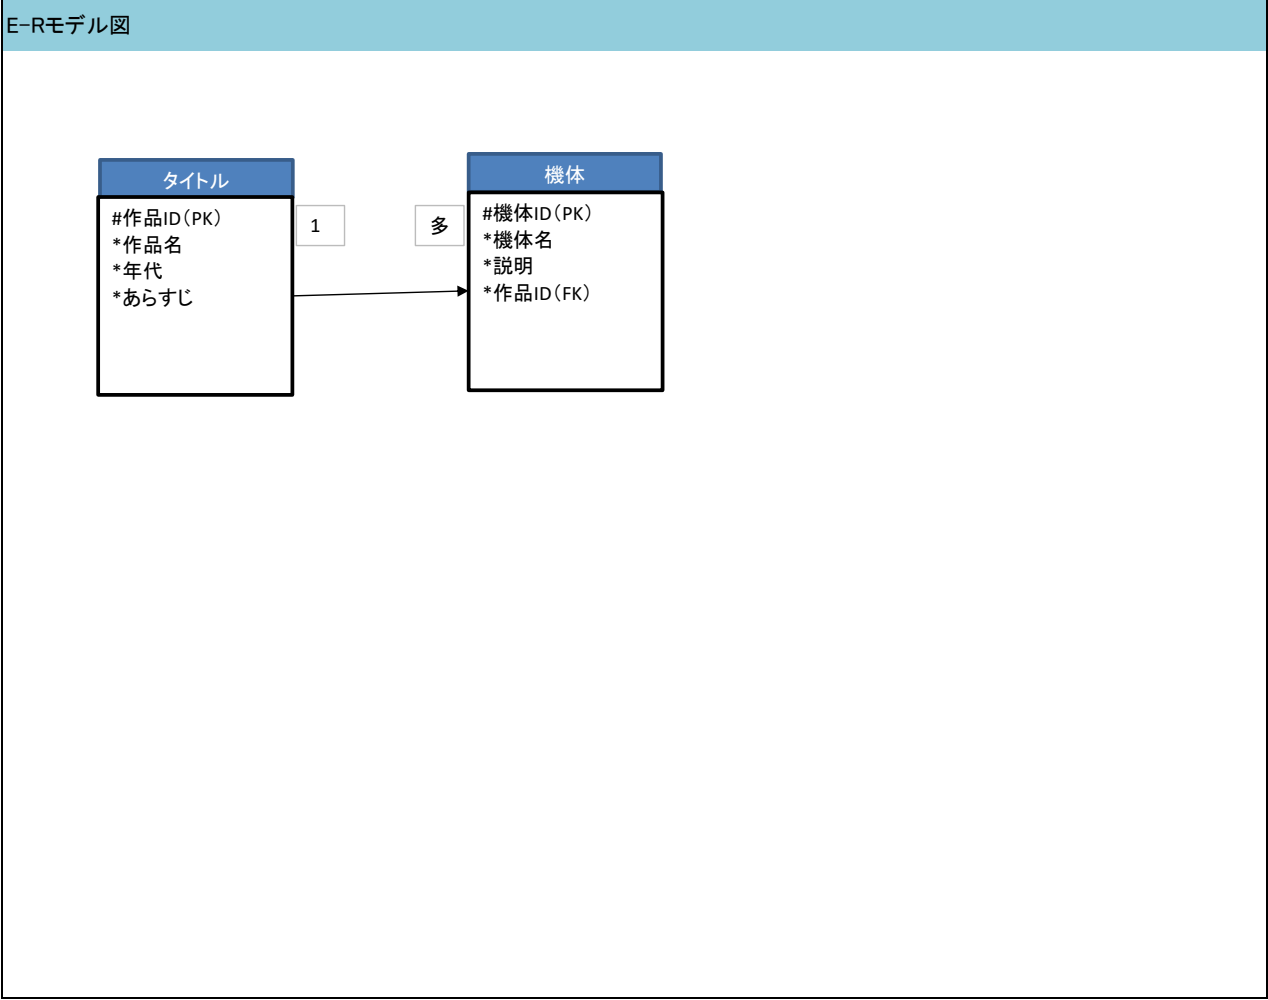 E-Rモデル図
タイトル
#作品ID(PK)
*作品名
*年代
*あらすじ
1
多
機体
#機体ID(PK)
*機体名
*説明
*作品ID(FK)